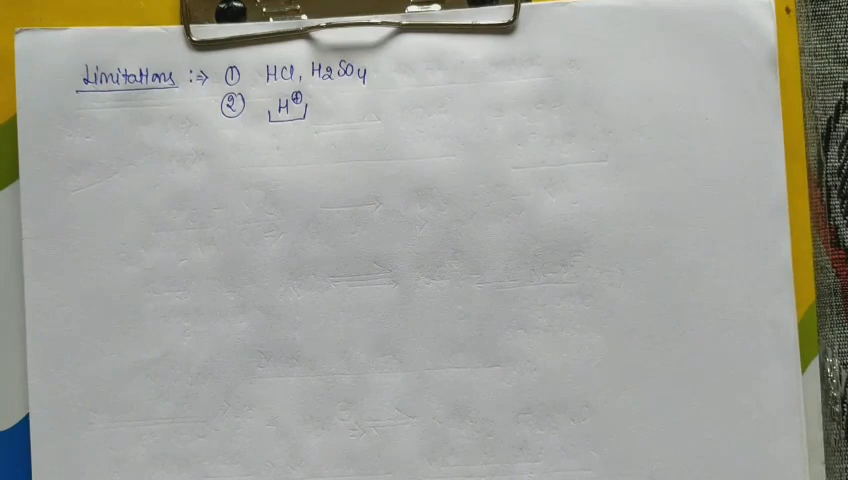 Limitations :→ ① HCl, H2SO4
② H⊕